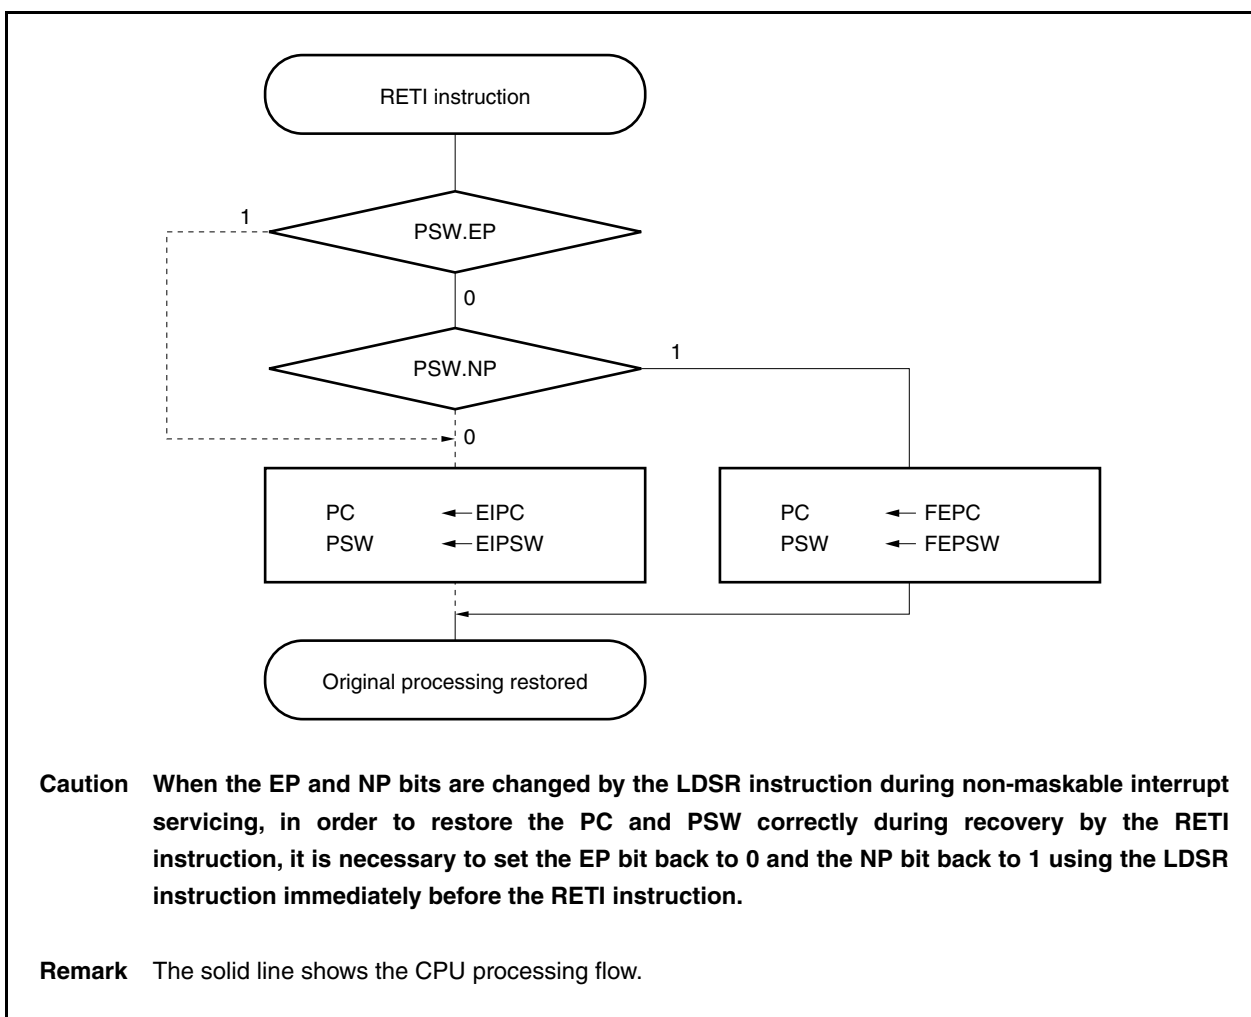 RETI instruction
1
PSW.EP
0
PSW.NP
1
0
PC ← EIPC
PSW ← EIPSW
PC ← FEPC
PSW ← FEPSW
Original processing restored
Caution When the EP and NP bits are changed by the LDSR instruction during non-maskable interrupt
servicing, in order to restore the PC and PSW correctly during recovery by the RETI
instruction, it is necessary to set the EP bit back to 0 and the NP bit back to 1 using the LDSR
instruction immediately before the RETI instruction.
Remark The solid line shows the CPU processing flow.